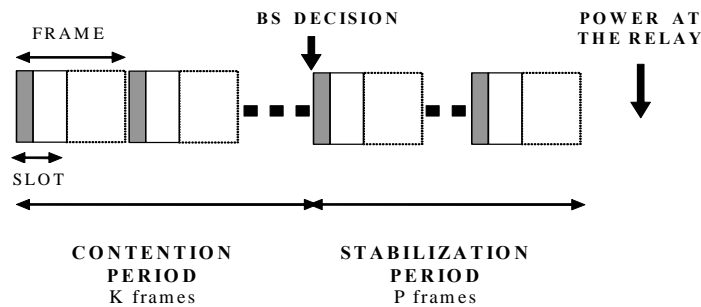 BS DECISION
POWER AT
THE RELAY
FRAME
SLOT
CONTENTION
PERIOD
K frames
STABILIZATION
PERIOD
P frames